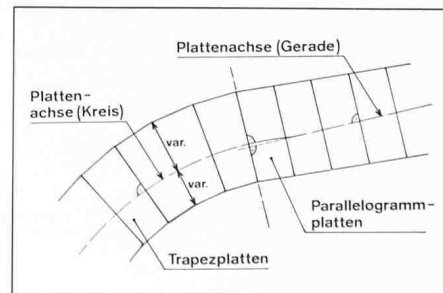 Plattenachse (Gerade)
Platten-
achse (Kreis)
var.
var.
Parallelogramm-
platten
Trapezplatten